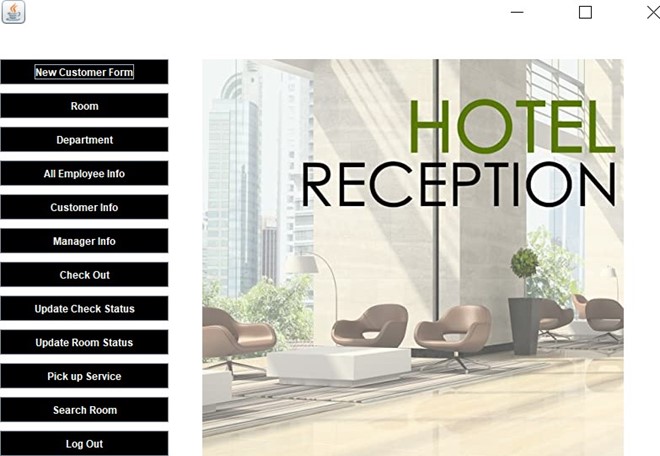 New Customer Form
Room
Department
All Employee Info
Customer Info
Manager Info
Check Out
Update Check Status
Update Room Status
Pick up Service
Search Room
Log Out
HOTEL
RECEPTION